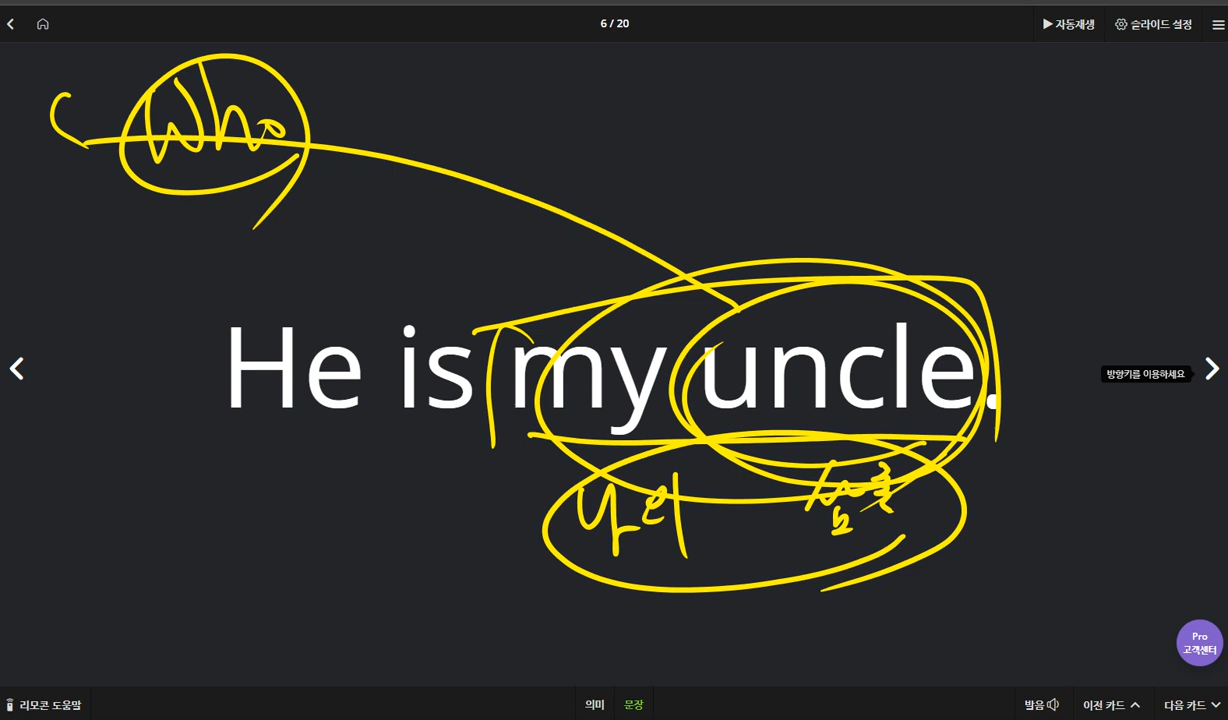 6 / 20
▶ 자동재생
슬라이드 설정
Who
He is my uncle.
방향키를 이용하세요
나의 삼촌
Pro
고객센터
리모콘 도움말
의미
문장
발음
이전 카드
다음 카드